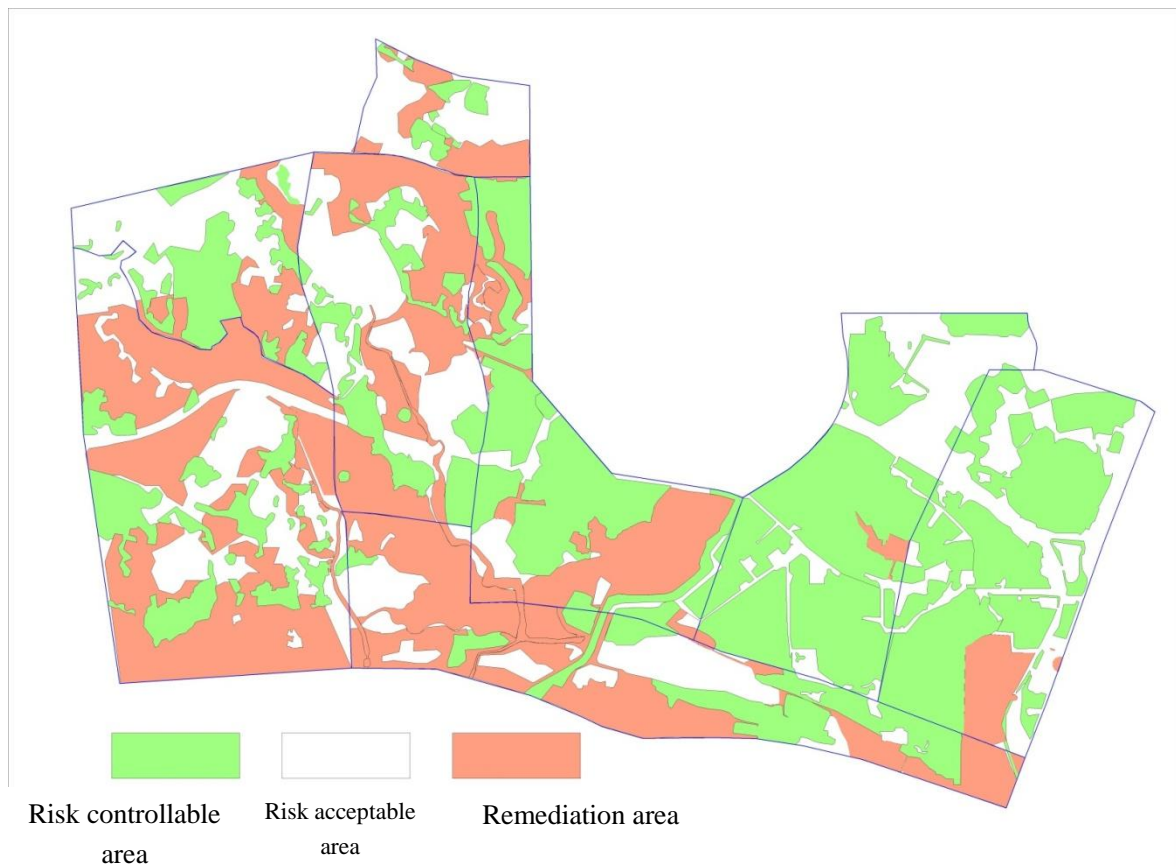 Risk controllable
area
Risk acceptable
area
Remediation area